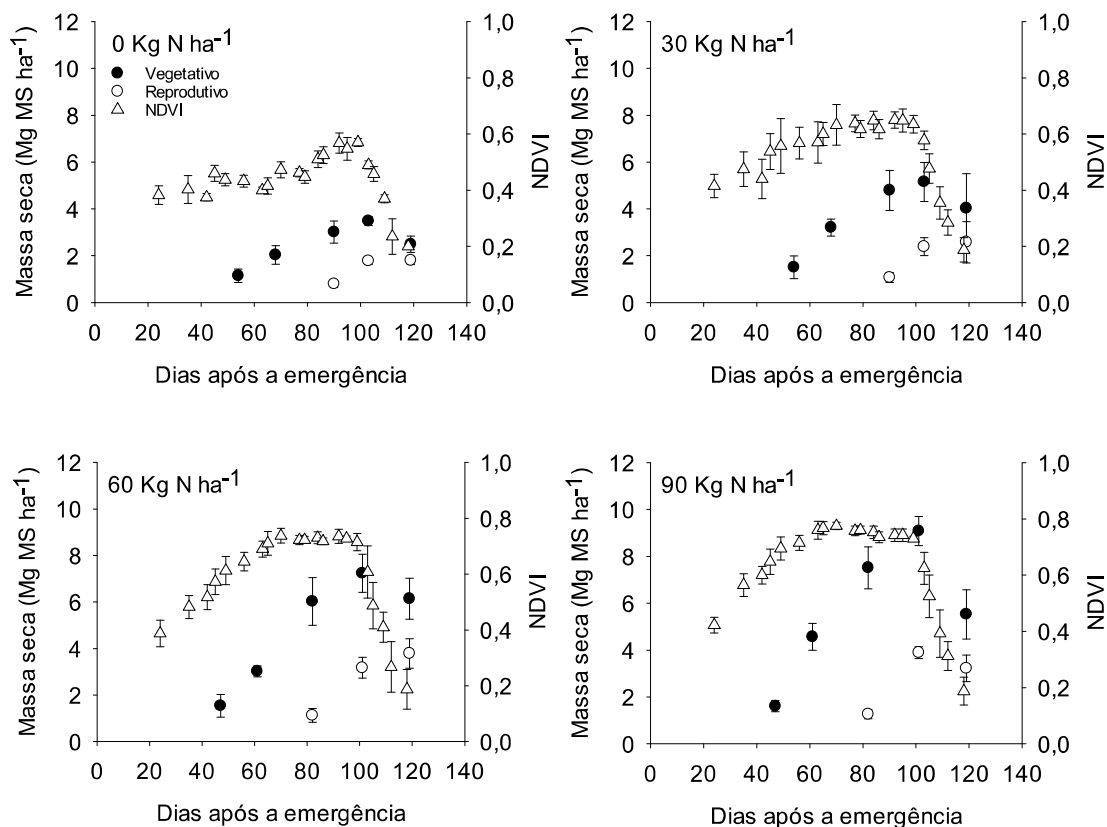 0 Kg N ha⁻¹
Vegetativo
Reprodutivo
NDVI
Massa seca (Mg MS ha⁻¹)
12
10
8
6
4
2
0
1,0
0,8
0,6
0,4
0,2
0,0
NDVI
0 20 40 60 80 100 120 140
Dias após a emergência
30 Kg N ha⁻¹
Massa seca (Mg MS ha⁻¹)
12
10
8
6
4
2
0
1,0
0,8
0,6
0,4
0,2
0,0
NDVI
0 20 40 60 80 100 120 140
Dias após a emergência
60 Kg N ha⁻¹
Massa seca (Mg MS ha⁻¹)
12
10
8
6
4
2
0
1,0
0,8
0,6
0,4
0,2
0,0
NDVI
0 20 40 60 80 100 120 140
Dias após a emergência
90 Kg N ha⁻¹
Massa seca (Mg MS ha⁻¹)
12
10
8
6
4
2
0
1,0
0,8
0,6
0,4
0,2
0,0
NDVI
0 20 40 60 80 100 120 140
Dias após a emergência